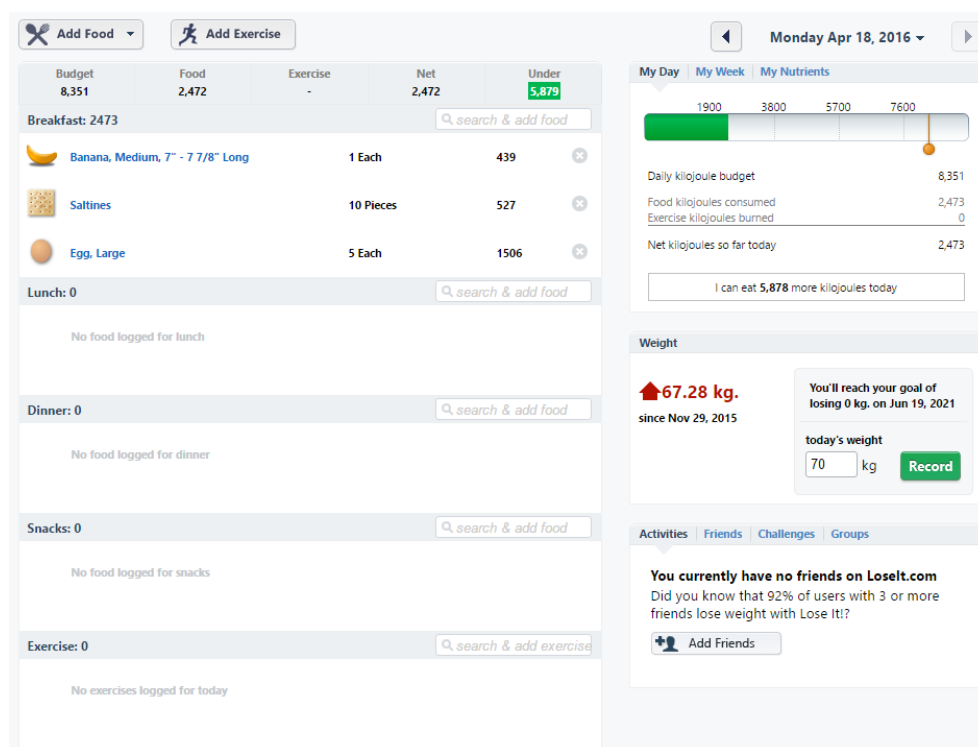 Add Food
Add Exercise
Monday Apr 18, 2016
Budget Food Exercise Net Under
8,351 2,472 - 2,472 5,879
Breakfast: 2473 search & add food
Banana, Medium, 7" - 7 7/8" Long 1 Each 439
Saltines 10 Pieces 527
Egg, Large 5 Each 1506
Lunch: 0 search & add food
No food logged for lunch
Dinner: 0 search & add food
No food logged for dinner
Snacks: 0 search & add food
No food logged for snacks
Exercise: 0 search & add exercise
No exercises logged for today
My Day My Week My Nutrients
1900 3800 5700 7600
Daily kilojoule budget 8,351
Food kilojoules consumed 2,473
Exercise kilojoules burned 0
Net kilojoules so far today 2,473
I can eat 5,878 more kilojoules today
Weight
67.28 kg.
since Nov 29, 2015
You'll reach your goal of
losing 0 kg. on Jun 19, 2021
today's weight
70 kg Record
Activities Friends Challenges Groups
You currently have no friends on LoseIt.com
Did you know that 92% of users with 3 or more
friends lose weight with Lose It!?
Add Friends